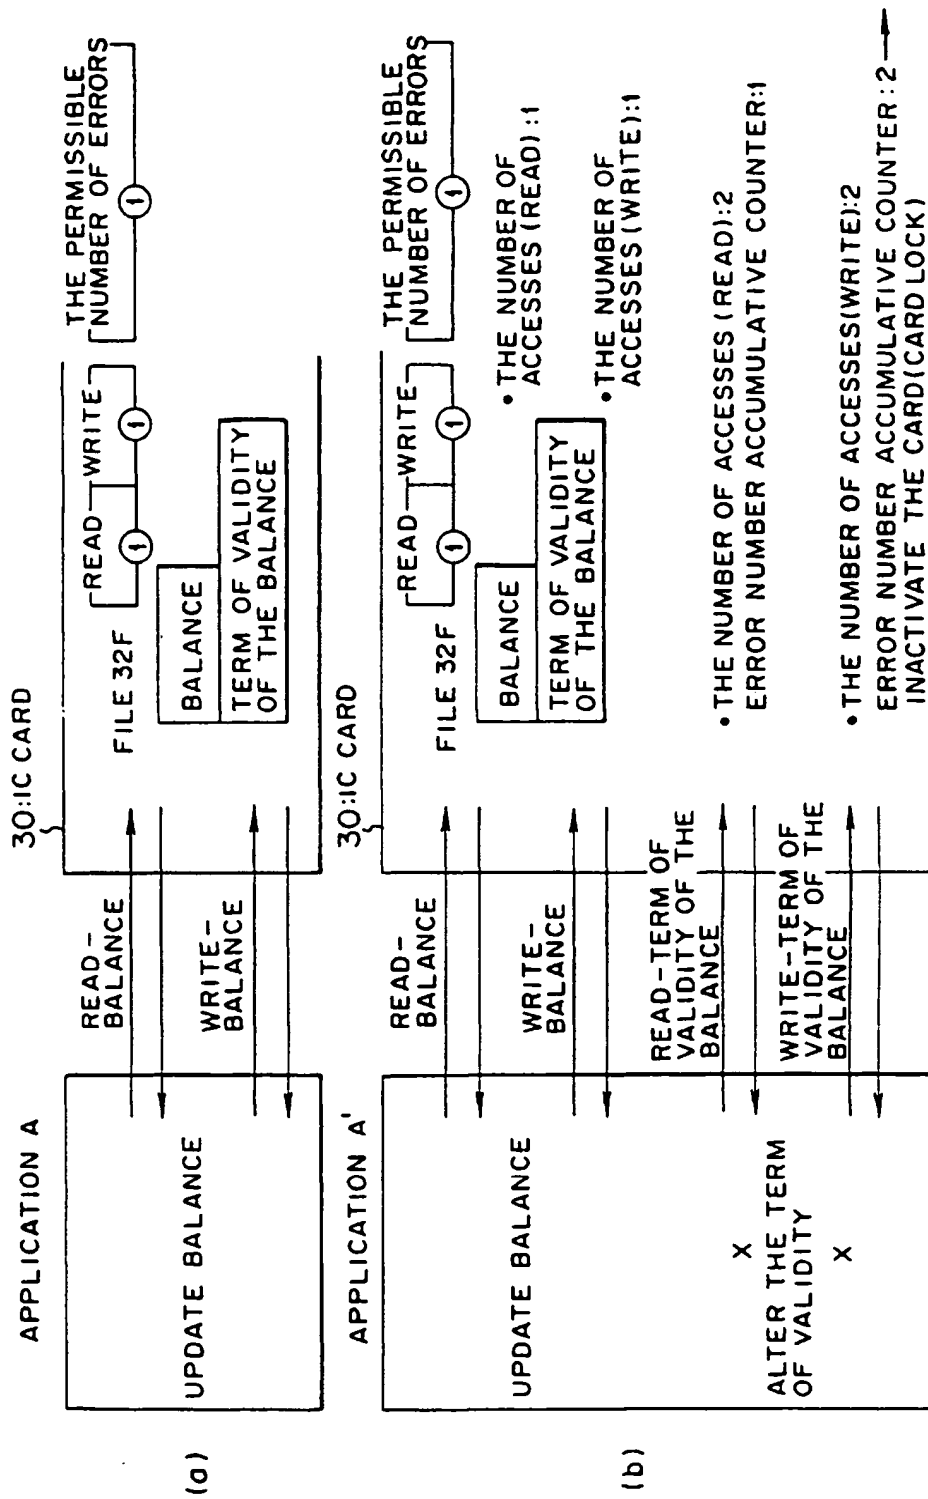 (a)
APPLICATION A
UPDATE BALANCE
READ-
BALANCE
WRITE-
BALANCE
30:IC CARD
FILE 32F
READ
WRITE
1
1
THE PERMISSIBLE
NUMBER OF ERRORS
1
BALANCE
TERM OF VALIDITY
OF THE BALANCE
(b)
APPLICATION A'
UPDATE BALANCE
ALTER THE TERM
OF VALIDITY
X
X
READ-
BALANCE
WRITE-
BALANCE
READ-TERM OF
VALIDITY OF THE
BALANCE
WRITE-TERM OF
VALIDITY OF THE
BALANCE
30:IC CARD
FILE 32F
READ
WRITE
1
1
THE PERMISSIBLE
NUMBER OF ERRORS
1
BALANCE
TERM OF VALIDITY
OF THE BALANCE
• THE NUMBER OF
ACCESSES (READ):1
• THE NUMBER OF
ACCESSES (WRITE):1
• THE NUMBER OF ACCESSES (READ):2
ERROR NUMBER ACCUMULATIVE COUNTER:1
• THE NUMBER OF ACCESSES(WRITE):2
ERROR NUMBER ACCUMULATIVE COUNTER:2
INACTIVATE THE CARD(CARD LOCK)